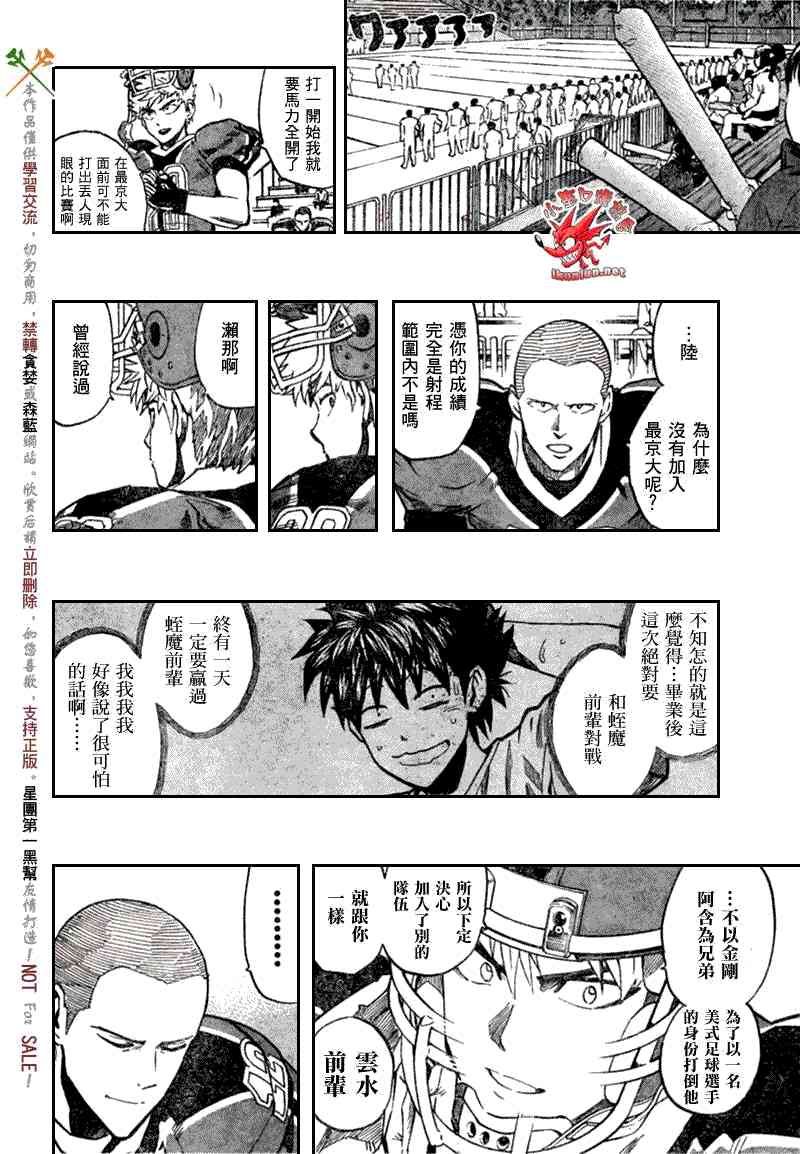 ワアアアアア
打一開始我就
要馬力全開了
在最京大
面前可不能
打出丟人現
眼的比賽啊
…陸
為什麼
沒有加入
最京大呢?
憑你的成績
完全是射程
範圍內不是嗎
瀨那啊
曾經說過
不知怎的就是這
麼覺得…畢業後
這次絕對要
和蛭魔
前輩對戰
終有一天
一定要贏過
蛭魔前輩
我我我我
好像說了很可怕
的話啊……
…不以金剛
阿含為兄弟
為了以一名
美式足球選手
的身份打倒他
所以下定
決心
加入了別的
隊伍
就跟你
一樣
雲水
前輩
………
ikanlun.net
本作品僅供學習交流，切勿商用，禁轉貪婪或森藍網站。欣賞后請立即刪除，如您喜歡，支持正版。星團第一黑幫友情打造—NOT For SALE—